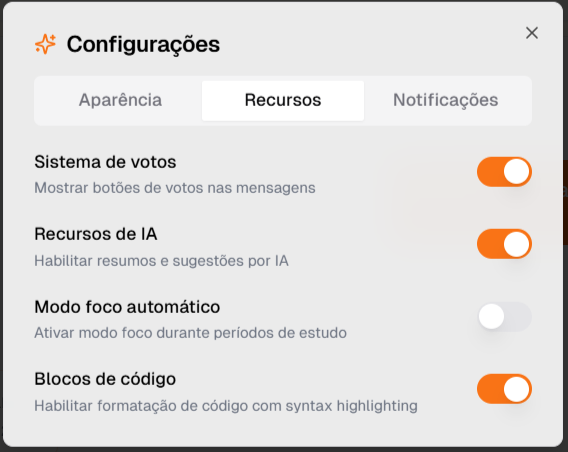 Configurações
Aparência
Recursos
Notificações
Sistema de votos
Mostrar botões de votos nas mensagens
Recursos de IA
Habilitar resumos e sugestões por IA
Modo foco automático
Ativar modo foco durante períodos de estudo
Blocos de código
Habilitar formatação de código com syntax highlighting